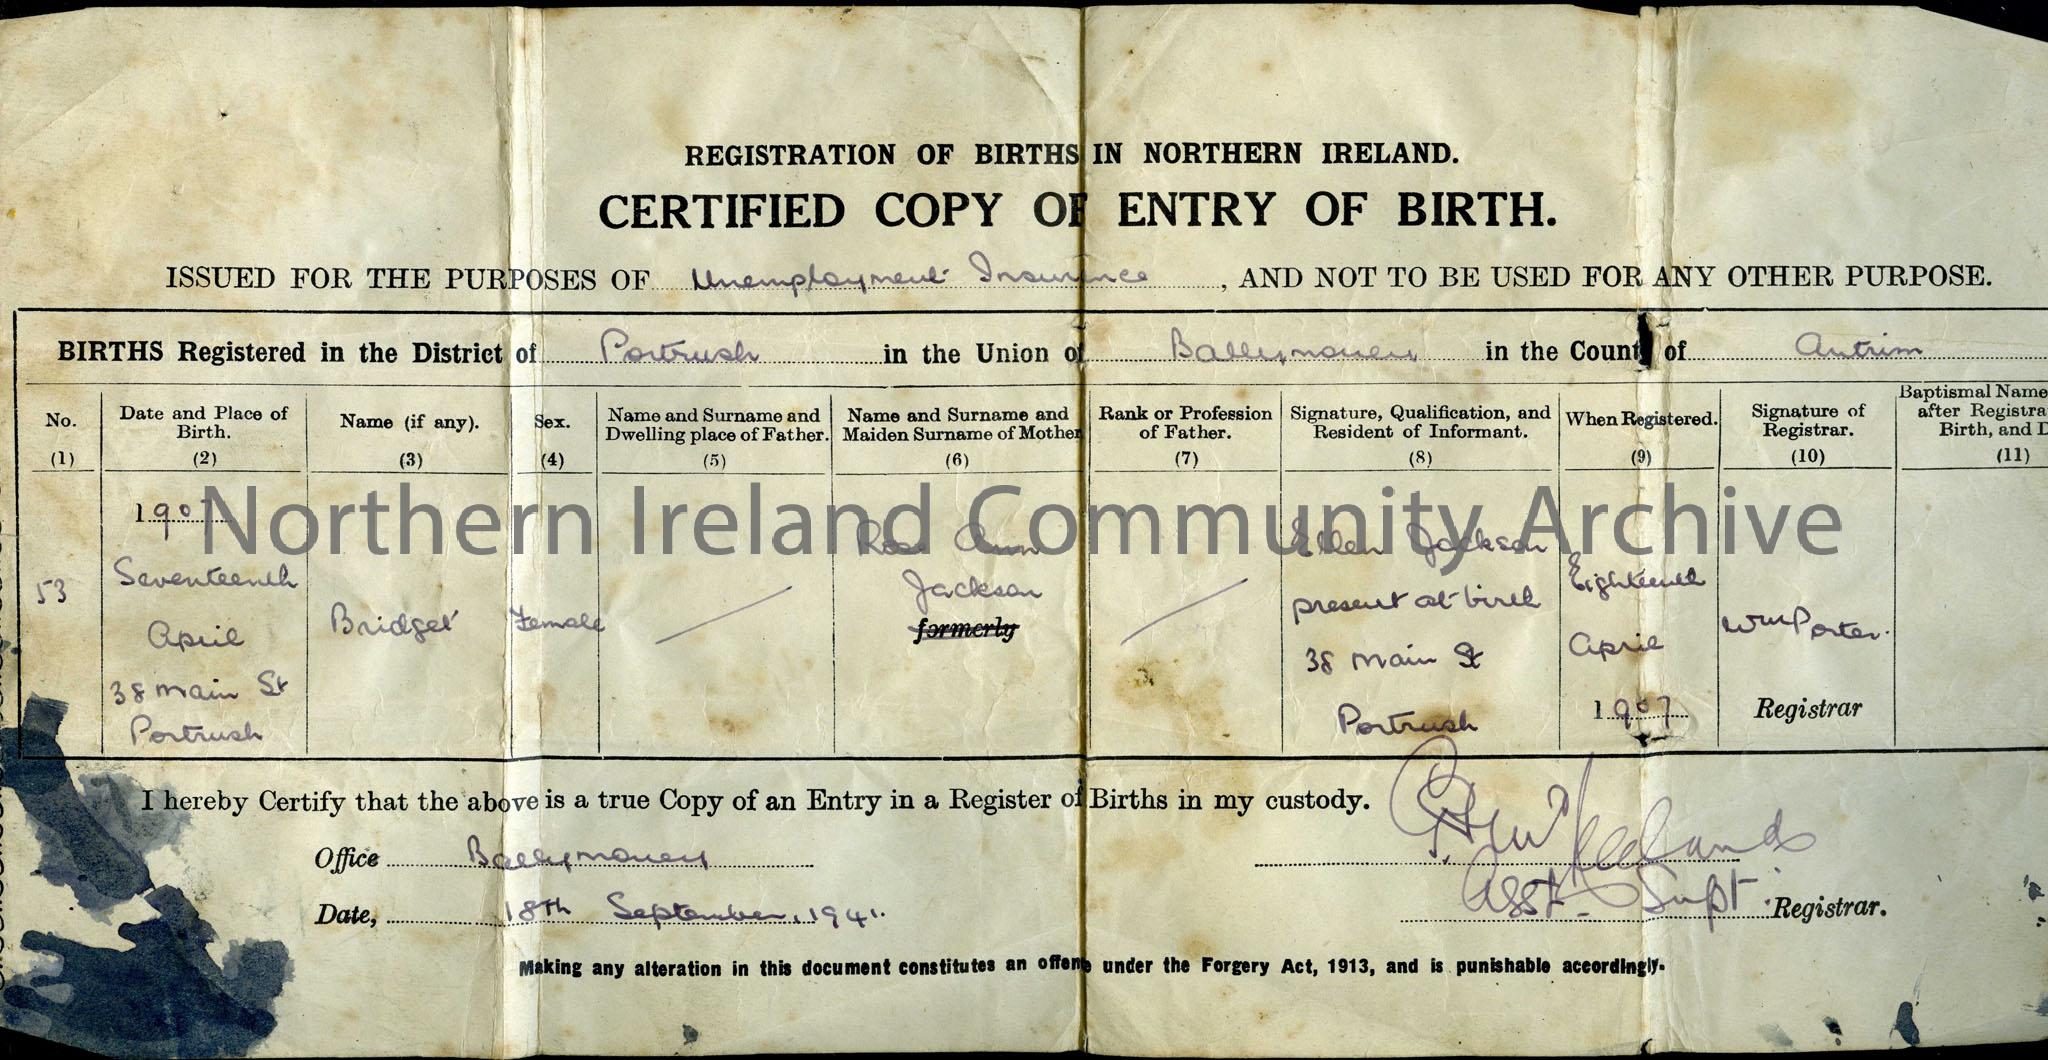 REGISTRATION OF BIRTHS IN NORTHERN IRELAND.
CERTIFIED COPY OF ENTRY OF BIRTH.
ISSUED FOR THE PURPOSES OF Unemployment Insurance, AND NOT TO BE USED FOR ANY OTHER PURPOSE.
BIRTHS Registered in the District of Portrush in the Union of Ballymoney in the County of Antrim
No.
(1)
Date and Place of
Birth.
(2)
Name (if any).
(3)
Sex.
(4)
Name and Surname and
Dwelling place of Father.
(5)
Name and Surname and
Maiden Surname of Mother
(6)
Rank or Profession
of Father.
(7)
Signature, Qualification, and
Resident of Informant.
(8)
When Registered.
(9)
Signature of
Registrar.
(10)
Baptismal Name
after Registra
Birth, and D
(11)
53
1907
Seventeenth
April
38 Main St
Portrush
Bridget
Female
Rose Ann
Jackson
formerly
Ellen Jackson
present at birth
38 Main St
Portrush
Eighteenth
April
1907
Wm Porter.
Registrar
Northern Ireland Community Archive
I hereby Certify that the above is a true Copy of an Entry in a Register of Births in my custody.
Office Ballymoney
Date, 18th September, 1941.
Asst. Supt. Registrar.
Making any alteration in this document constitutes an offence under the Forgery Act, 1913, and is punishable accordingly.